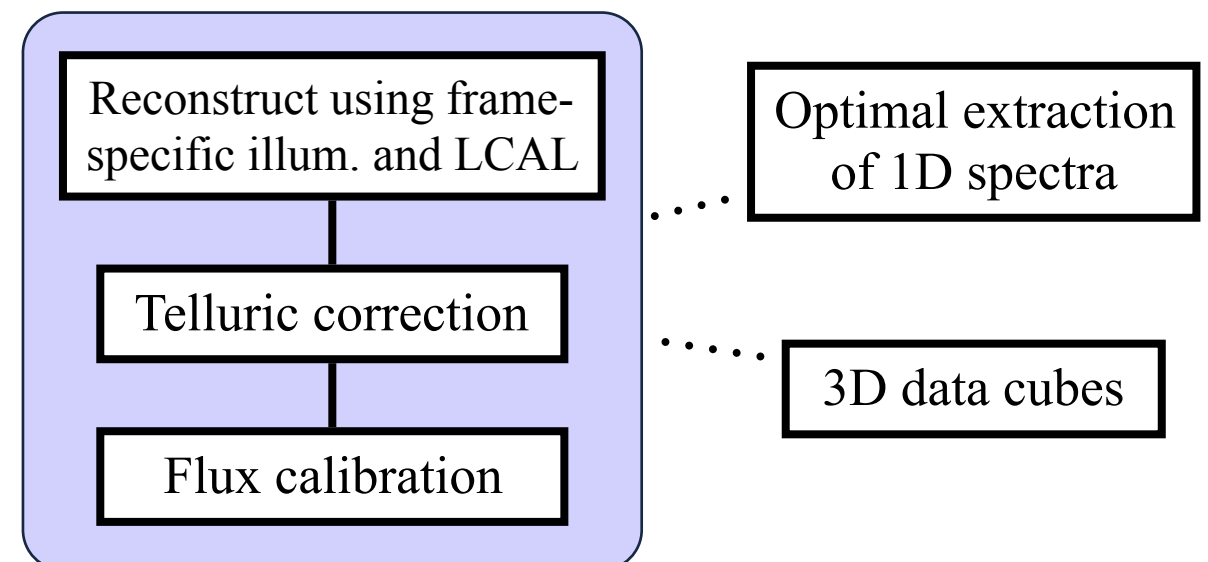 Reconstruct using frame-
specific illum. and LCAL
Telluric correction
Flux calibration
Optimal extraction
of 1D spectra
3D data cubes